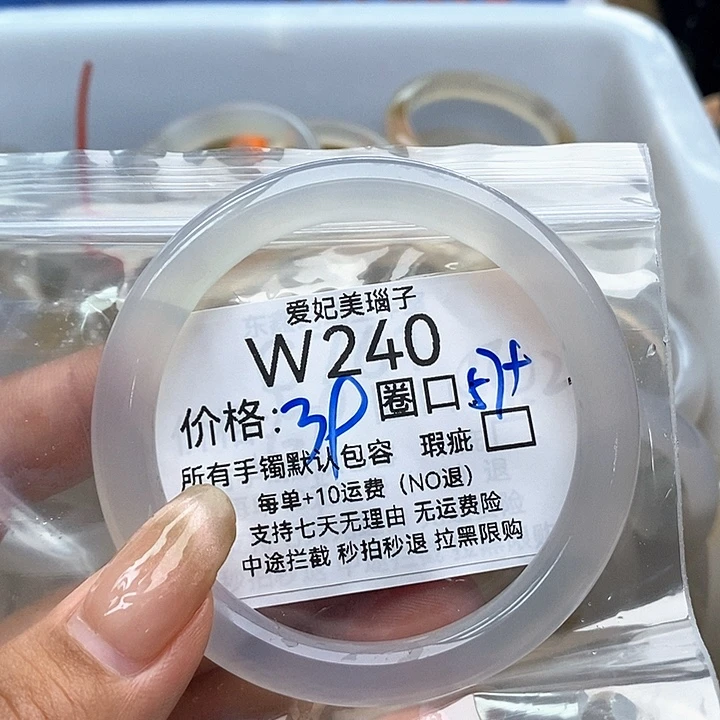 爱妃美瑙子
W240
价格:3P 圈口57+
所有手镯默认包容 瑕疵
每单+10运费（NO退）
支持七天无理由 无运费险
中途拦截 秒拍秒退 拉黑限购